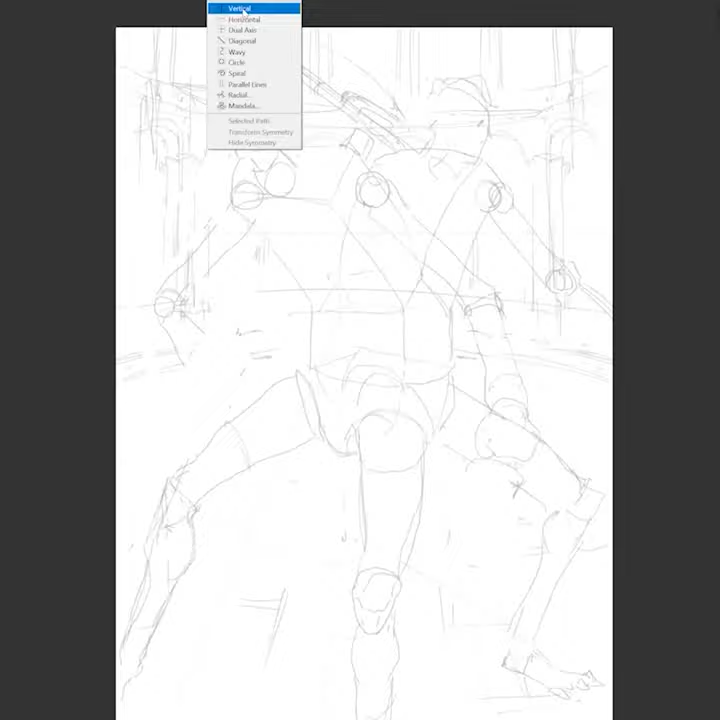 Vertical
Horizontal
Dual Axis
Diagonal
Wavy
Circle
Spiral
Parallel Lines
Radial...
Mandala...
Selected Path
Transform Symmetry
Hide Symmetry